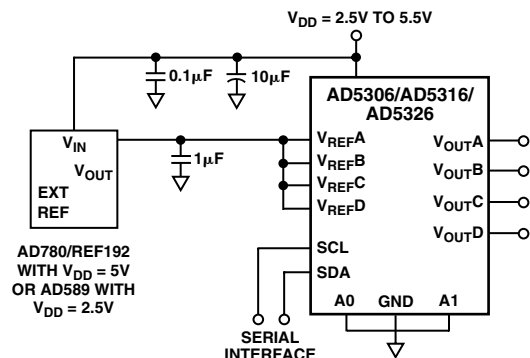 V_DD = 2.5V TO 5.5V
0.1µF
10µF
AD5306/AD5316/
AD5326
V_IN
V_OUT
EXT
REF
1µF
V_REFA
V_REFB
V_REFC
V_REFD
V_OUTA
V_OUTB
V_OUTC
V_OUTD
SCL
SDA
A0
GND
A1
AD780/REF192
WITH V_DD = 5V
OR AD589 WITH
V_DD = 2.5V
SERIAL
INTERFACE